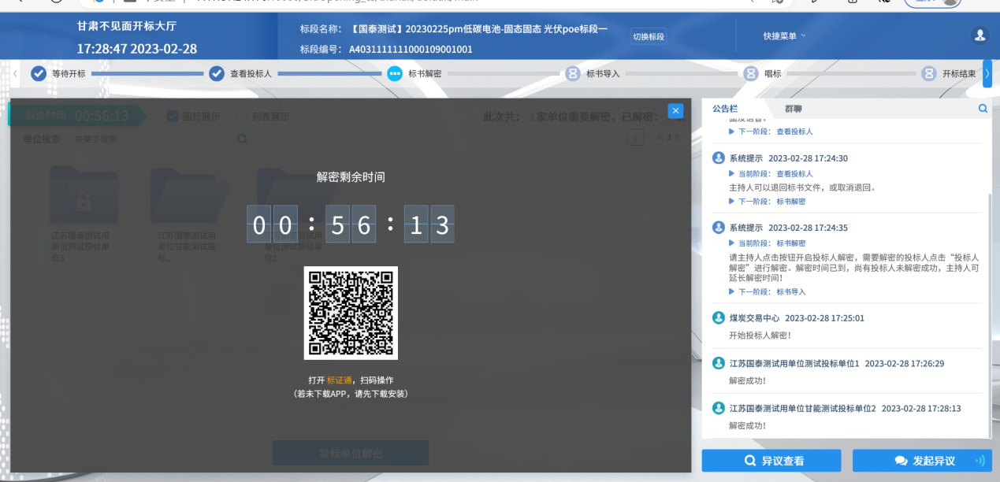 甘肃不见面开标大厅
17:28:47 2023-02-28
标段名称： 【国泰测试】20230225pm低碳电池-固态固态 光伏poe标段一
标段编号： A4031111111000109001001
切换标段
快捷菜单
等待开标
查看投标人
标书解密
标书导入
唱标
开标结束
剩余时间 00:56:13
图标展示
列表展示
此次共： 3 家单位需要解密，已解密：
单位搜索
关键字搜索
1
共 3 条
江苏国泰测试用
单位测试投标单
位3
江苏国泰测试用
单位甘能测试投
标...
江苏国泰测试用
单位测试投标单
位1
解密剩余时间
00:56:13
打开 标证通，扫码操作
（若未下载APP，请先下载安装）
投标单位解密
公告栏
群聊
下一阶段： 查看投标人
系统提示 2023-02-28 17:24:30
当前阶段： 查看投标人
主持人可以退回标书文件，或取消退回。
下一阶段： 标书解密
系统提示 2023-02-28 17:24:35
当前阶段： 标书解密
请主持人点击按钮开启投标人解密，需要解密的投标人点击“投标人
解密”进行解密。解密时间已到，尚有投标人未解密成功，主持人可
延长解密时间！
下一阶段： 标书导入
煤炭交易中心 2023-02-28 17:25:01
开始投标人解密！
江苏国泰测试用单位测试投标单位1 2023-02-28 17:26:29
解密成功！
江苏国泰测试用单位甘能测试投标单位2 2023-02-28 17:28:13
解密成功！
异议查看
发起异议